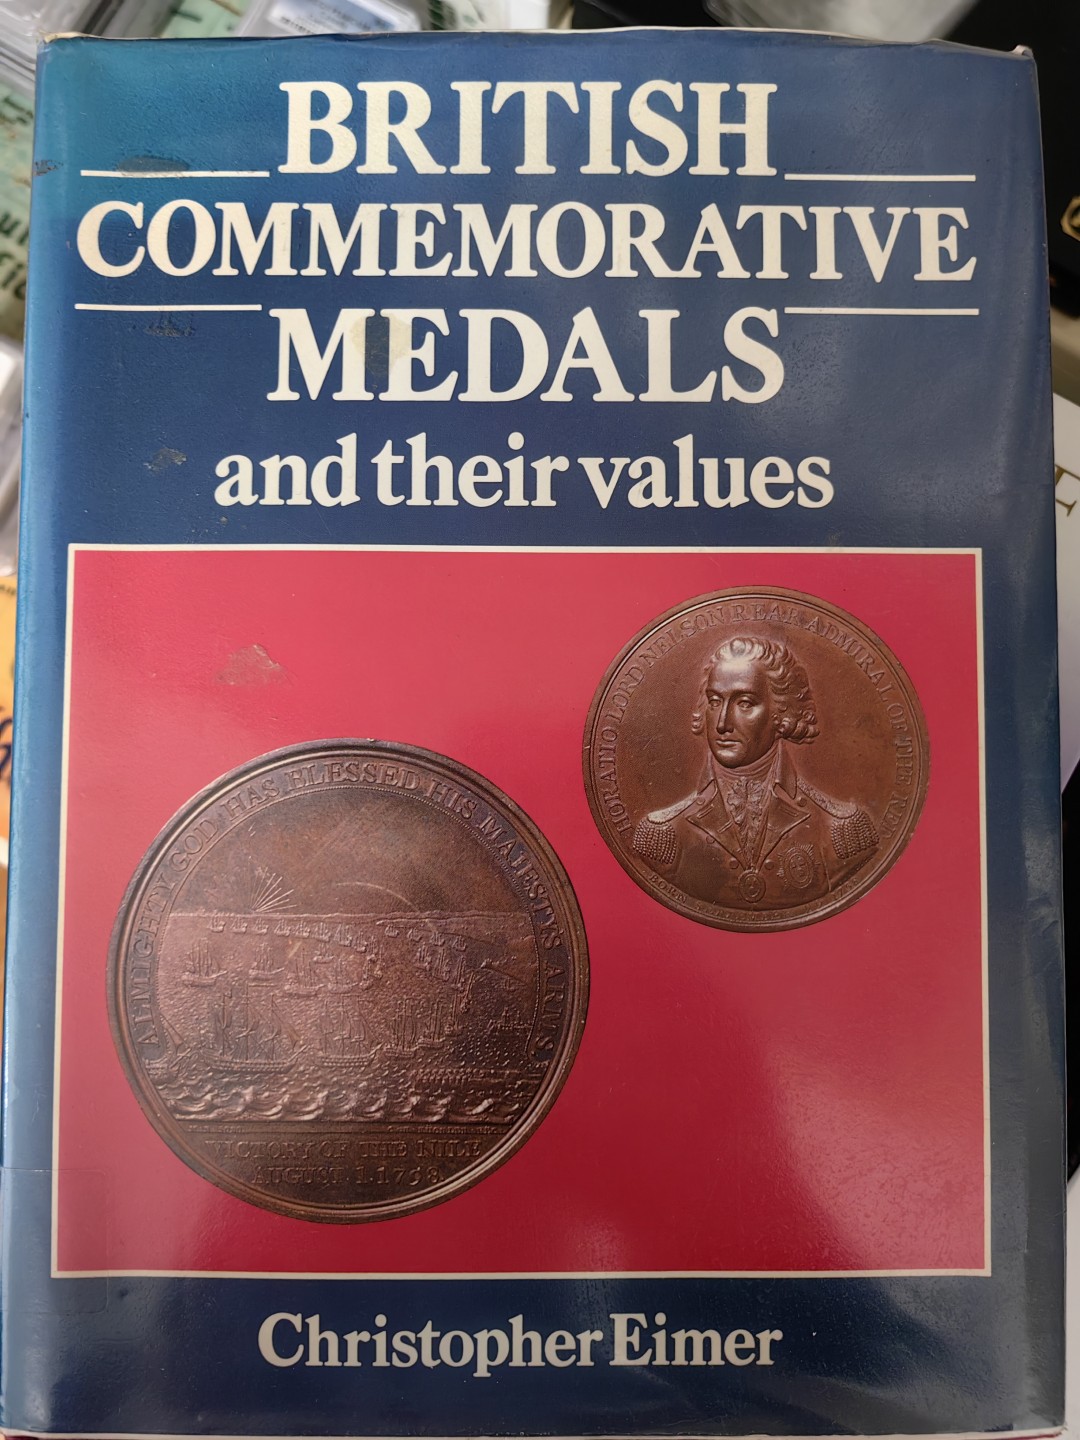 BRITISH
COMMEMORATIVE
MEDALS
and their values
HORATIO LORD NELSON REAR ADMIRAL OF THE
BORN
ALMIGHTY GOD HAS BLESSED HIS MAJESTY'S ARMS.
VICTORY OF THE NILE
AUGUST 1.1798.
Christopher Eimer